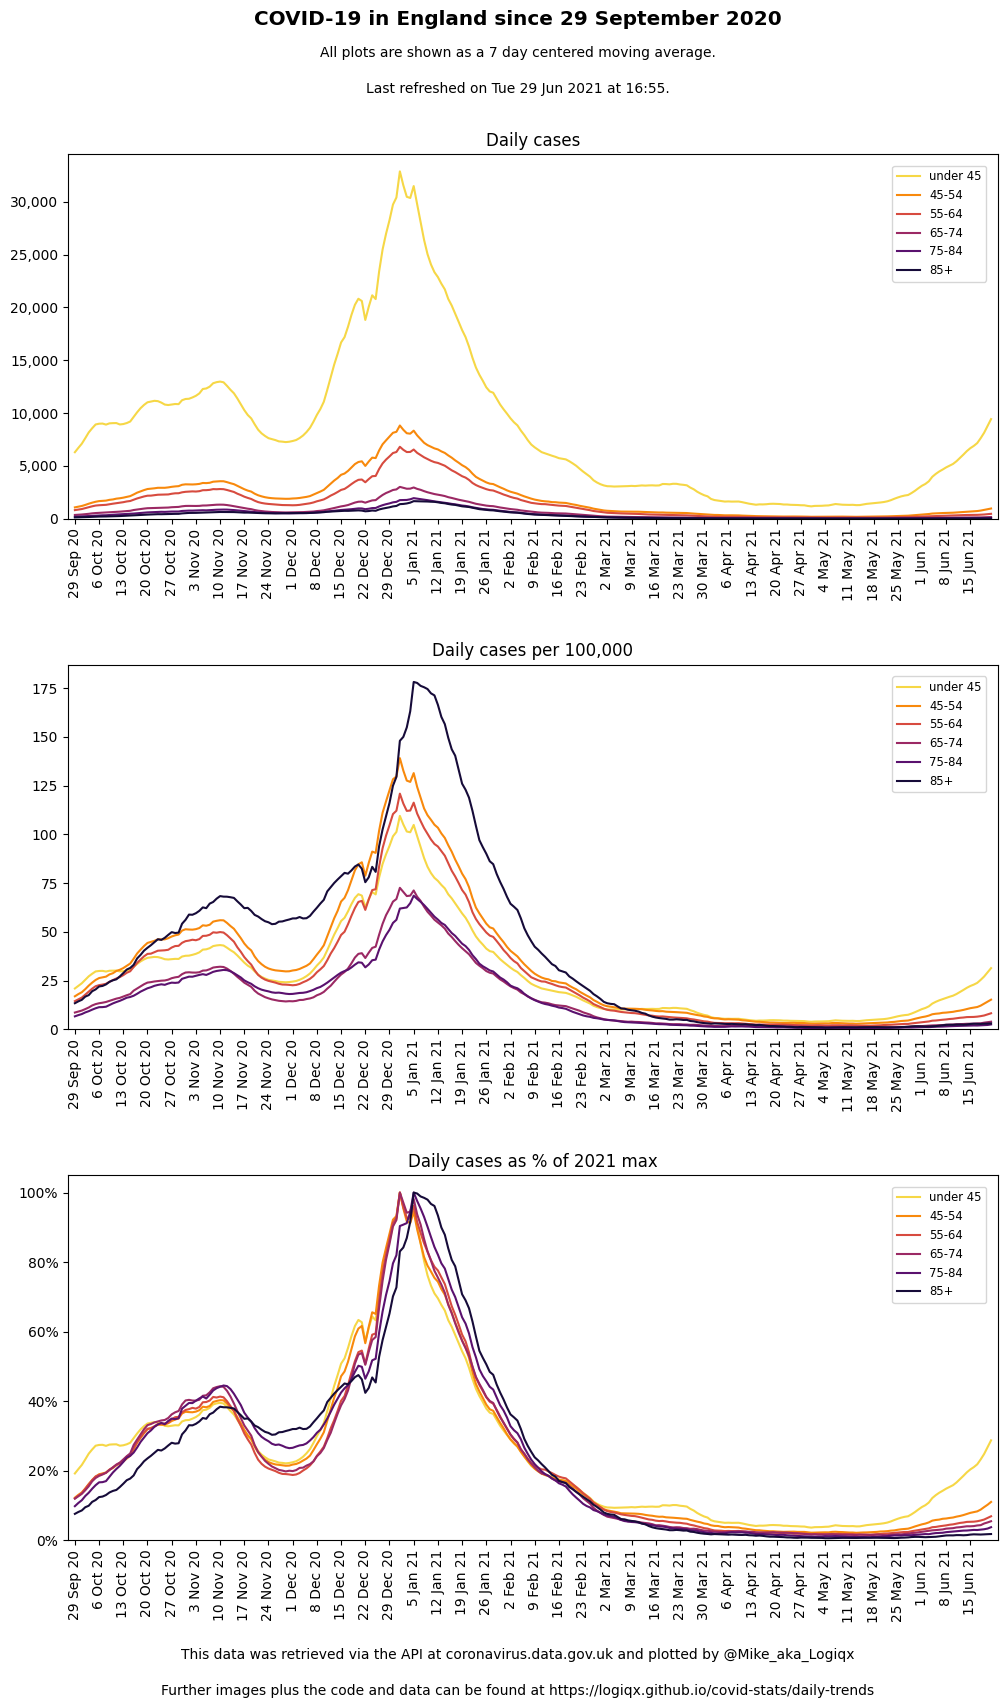 COVID-19 in England since 29 September 2020
All plots are shown as a 7 day centered moving average.
Last refreshed on Tue 29 Jun 2021 at 16:55.
Daily cases
30,000
25,000
20,000
15,000
10,000
5,000
0
under 45
45-54
55-64
65-74
75-84
85+
29 Sep 20
6 Oct 20
13 Oct 20
20 Oct 20
27 Oct 20
3 Nov 20
10 Nov 20
17 Nov 20
24 Nov 20
1 Dec 20
8 Dec 20
15 Dec 20
22 Dec 20
29 Dec 20
5 Jan 21
12 Jan 21
19 Jan 21
26 Jan 21
2 Feb 21
9 Feb 21
16 Feb 21
23 Feb 21
2 Mar 21
9 Mar 21
16 Mar 21
23 Mar 21
30 Mar 21
6 Apr 21
13 Apr 21
20 Apr 21
27 Apr 21
4 May 21
11 May 21
18 May 21
25 May 21
1 Jun 21
8 Jun 21
15 Jun 21
Daily cases per 100,000
175
150
125
100
75
50
25
0
under 45
45-54
55-64
65-74
75-84
85+
29 Sep 20
6 Oct 20
13 Oct 20
20 Oct 20
27 Oct 20
3 Nov 20
10 Nov 20
17 Nov 20
24 Nov 20
1 Dec 20
8 Dec 20
15 Dec 20
22 Dec 20
29 Dec 20
5 Jan 21
12 Jan 21
19 Jan 21
26 Jan 21
2 Feb 21
9 Feb 21
16 Feb 21
23 Feb 21
2 Mar 21
9 Mar 21
16 Mar 21
23 Mar 21
30 Mar 21
6 Apr 21
13 Apr 21
20 Apr 21
27 Apr 21
4 May 21
11 May 21
18 May 21
25 May 21
1 Jun 21
8 Jun 21
15 Jun 21
Daily cases as % of 2021 max
100%
80%
60%
40%
20%
0%
under 45
45-54
55-64
65-74
75-84
85+
29 Sep 20
6 Oct 20
13 Oct 20
20 Oct 20
27 Oct 20
3 Nov 20
10 Nov 20
17 Nov 20
24 Nov 20
1 Dec 20
8 Dec 20
15 Dec 20
22 Dec 20
29 Dec 20
5 Jan 21
12 Jan 21
19 Jan 21
26 Jan 21
2 Feb 21
9 Feb 21
16 Feb 21
23 Feb 21
2 Mar 21
9 Mar 21
16 Mar 21
23 Mar 21
30 Mar 21
6 Apr 21
13 Apr 21
20 Apr 21
27 Apr 21
4 May 21
11 May 21
18 May 21
25 May 21
1 Jun 21
8 Jun 21
15 Jun 21
This data was retrieved via the API at coronavirus.data.gov.uk and plotted by @Mike_aka_Logiqx
Further images plus the code and data can be found at https://logiqx.github.io/covid-stats/daily-trends